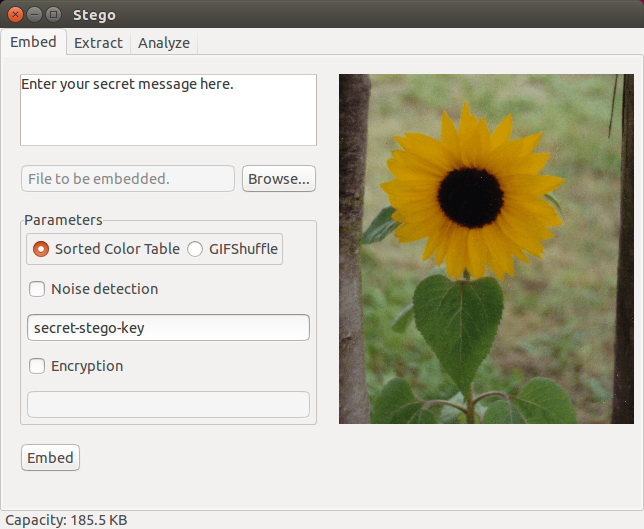 Stego
Embed Extract Analyze
Enter your secret message here.
File to be embedded. Browse...
Parameters
Sorted Color Table GIFShuffle
Noise detection
secret-stego-key
Encryption
Embed
Capacity: 185.5 KB